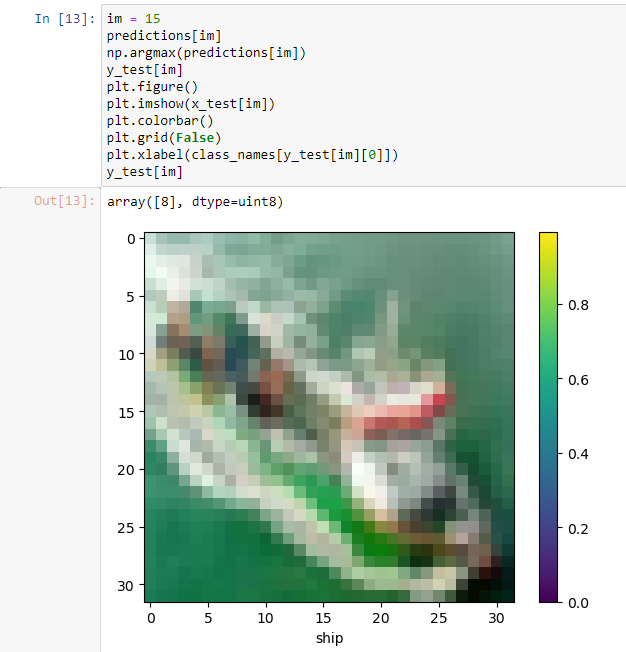 In [13]: im = 15
predictions[im]
np.argmax(predictions[im])
y_test[im]
plt.figure()
plt.imshow(x_test[im])
plt.colorbar()
plt.grid(False)
plt.xlabel(class_names[y_test[im][0]])
y_test[im]
Out[13]: array([8], dtype=uint8)
0
5
10
15
20
25
30
0 5 10 15 20 25 30
ship
0.8
0.6
0.4
0.2
0.0